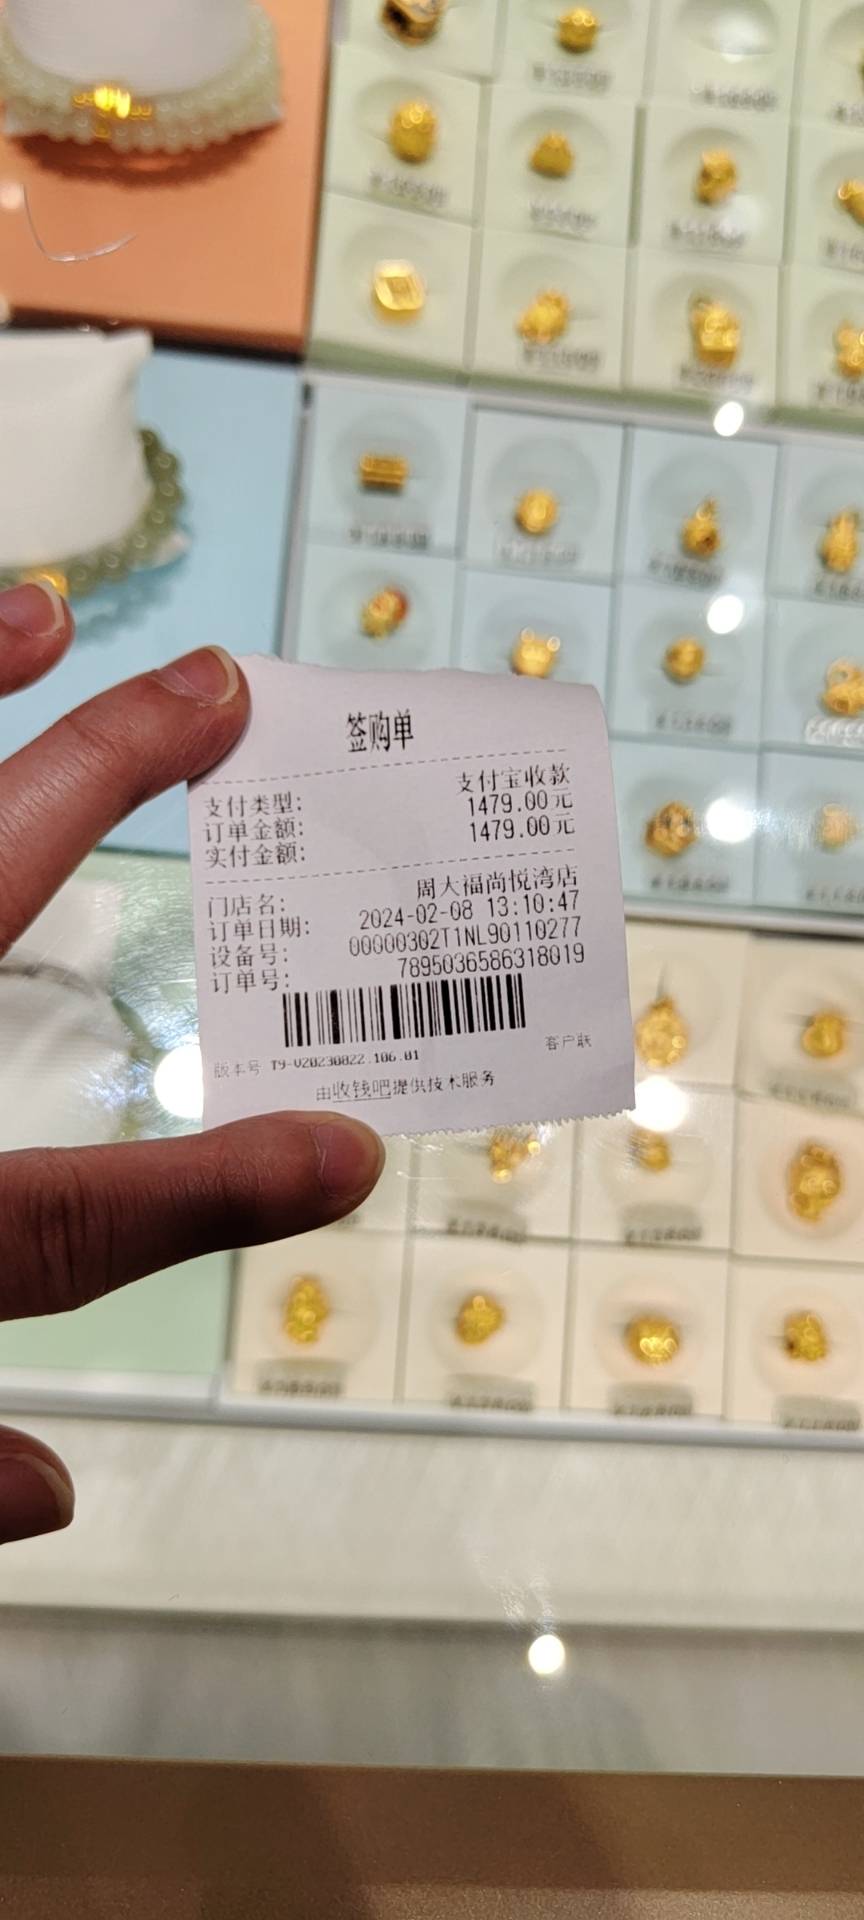 签购单
支付类型: 支付宝收款
订单金额: 1479.00元
实付金额: 1479.00元
门店名: 周大福尚悦湾店
订单日期: 2024-02-08 13:10:47
设备号: 00000302T1NL90110277
订单号: 7895036586318019
版本号 T9-V20230822.106.01 客户联
由收钱吧提供技术服务